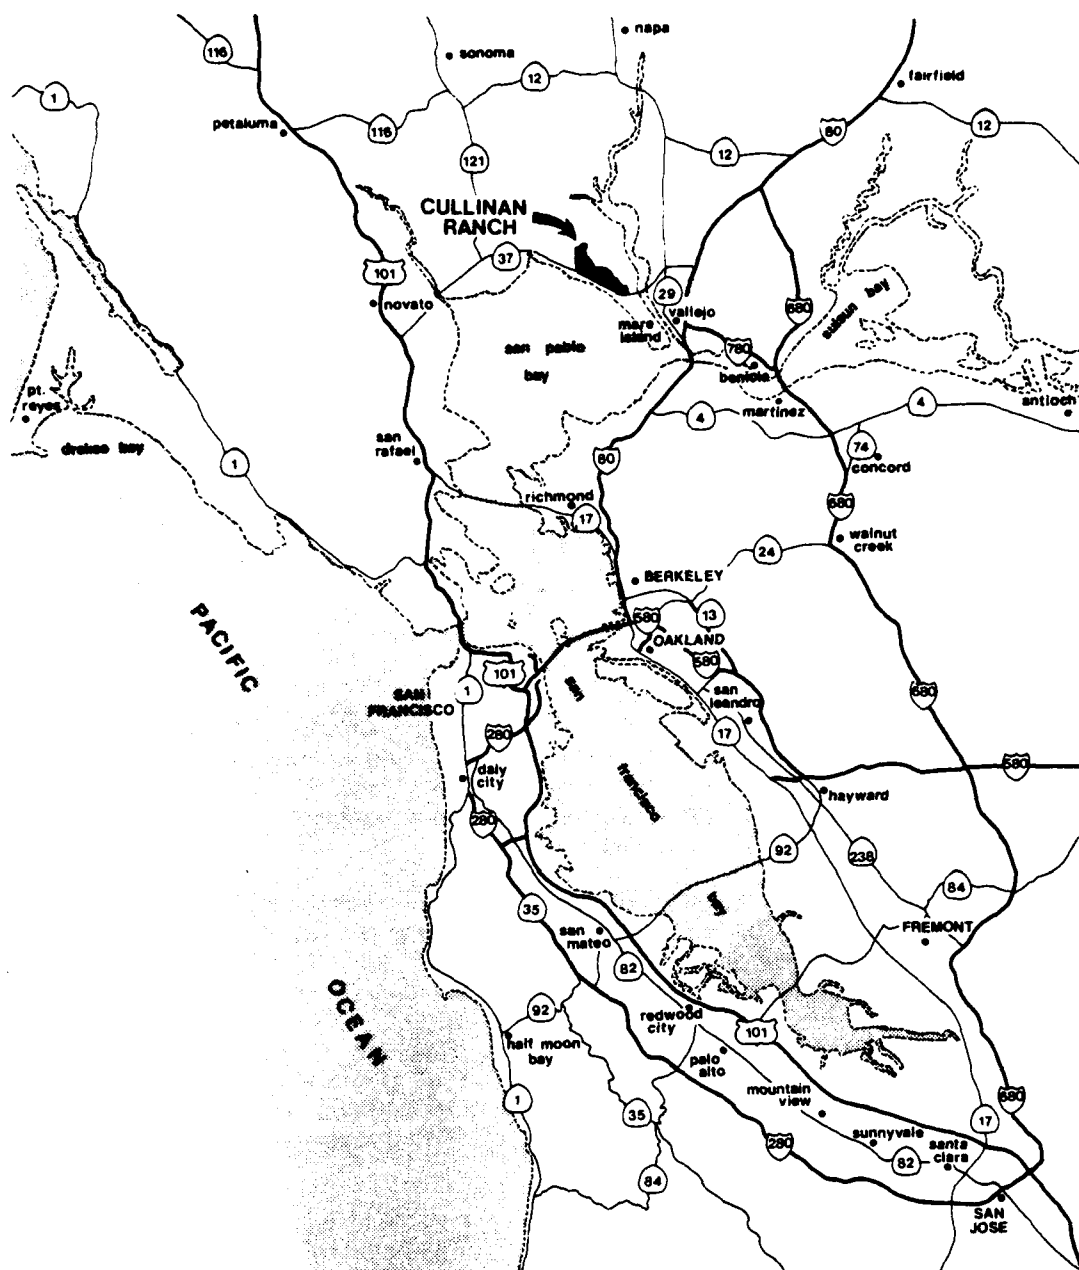 116
sonoma
napa
12
fairfield
1
petaluma
116
80
12
121
12
CULLINAN
RANCH
37
101
novato
29
vallejo
mare
island
680
suisun bay
san pablo
bay
780
benicia
pt.
reyes
martinez
4
4
antioch
drakes bay
san
rafael
1
80
74
concord
richmond
17
680
walnut
creek
24
BERKELEY
13
580
OAKLAND
PACIFIC
101
san
580
SAN
FRANCISCO
1
san
leandro
680
280
17
daly
city
francisco
580
hayward
280
92
238
84
35
bay
san
mateo
FREMONT
82
OCEAN
92
redwood
city
101
half moon
bay
palo
alto
mountain
view
1
35
680
17
280
sunnyvale
santa
clara
82
84
SAN
JOSE